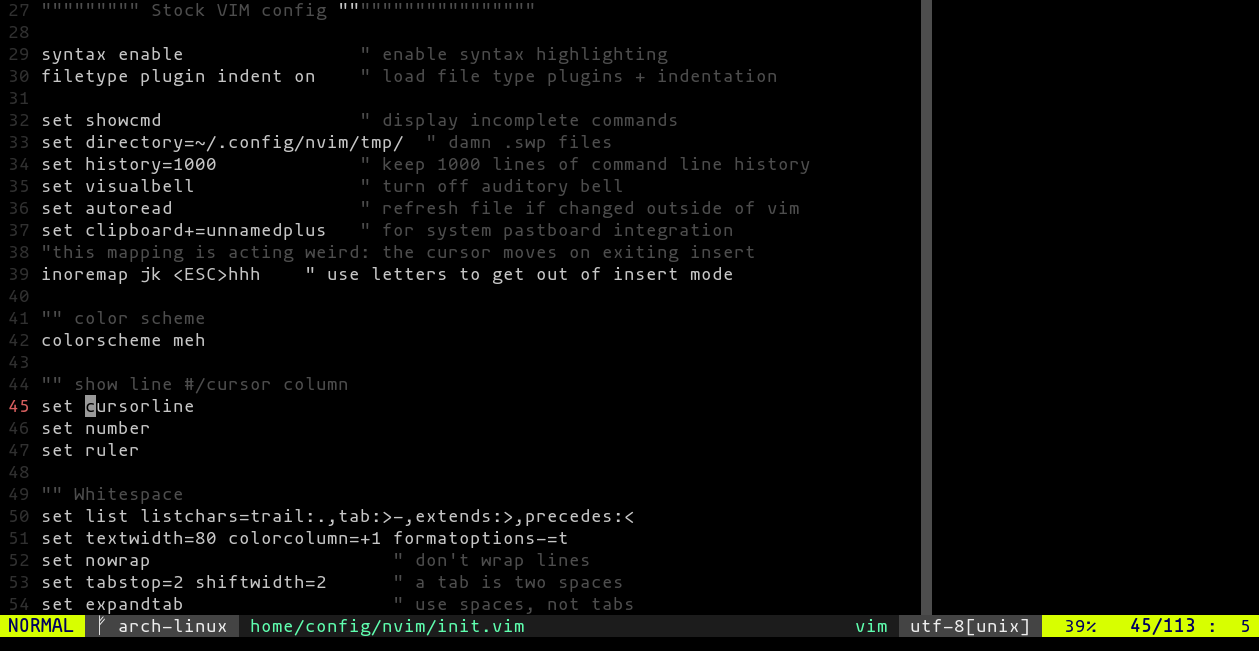 27 """"""""" Stock VIM config """"""""""""""""""
28
29 syntax enable                " enable syntax highlighting
30 filetype plugin indent on    " load file type plugins + indentation
31
32 set showcmd                  " display incomplete commands
33 set directory=~/.config/nvim/tmp/  " damn .swp files
34 set history=1000             " keep 1000 lines of command line history
35 set visualbell               " turn off auditory bell
36 set autoread                 " refresh file if changed outside of vim
37 set clipboard+=unnamedplus   " for system pastboard integration
38 "this mapping is acting weird: the cursor moves on exiting insert
39 inoremap jk <ESC>hhh    " use letters to get out of insert mode
40
41 "" color scheme
42 colorscheme meh
43
44 "" show line #/cursor column
45 set cursorline
46 set number
47 set ruler
48
49 "" Whitespace
50 set list listchars=trail:.,tab:>-,extends:>,precedes:<
51 set textwidth=80 colorcolumn=+1 formatoptions-=t
52 set nowrap                      " don't wrap lines
53 set tabstop=2 shiftwidth=2      " a tab is two spaces
54 set expandtab                   " use spaces, not tabs
NORMAL arch-linux home/config/nvim/init.vim vim utf-8[unix] 39% 45/113 : 5